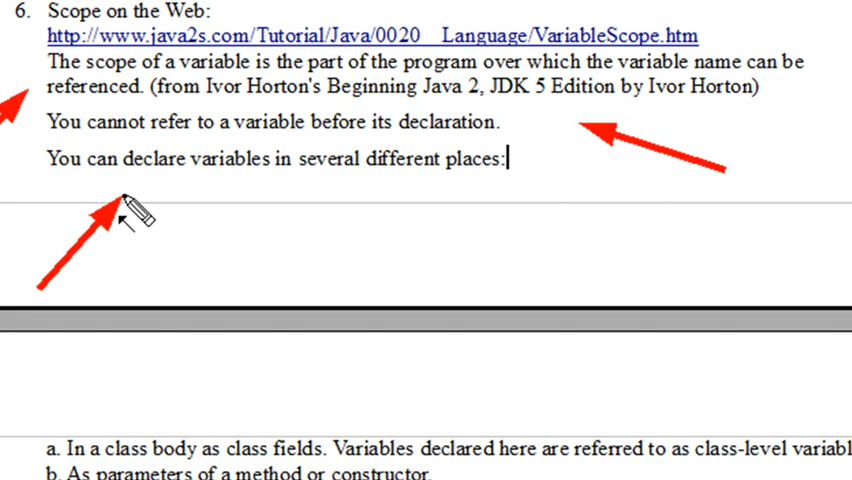 6. Scope on the Web:
http://www.java2s.com/Tutorial/Java/0020__Language/VariableScope.htm
The scope of a variable is the part of the program over which the variable name can be
referenced. (from Ivor Horton's Beginning Java 2, JDK 5 Edition by Ivor Horton)
You cannot refer to a variable before its declaration.
You can declare variables in several different places:
a. In a class body as class fields. Variables declared here are referred to as class-level variabl
b. As parameters of a method or constructor.